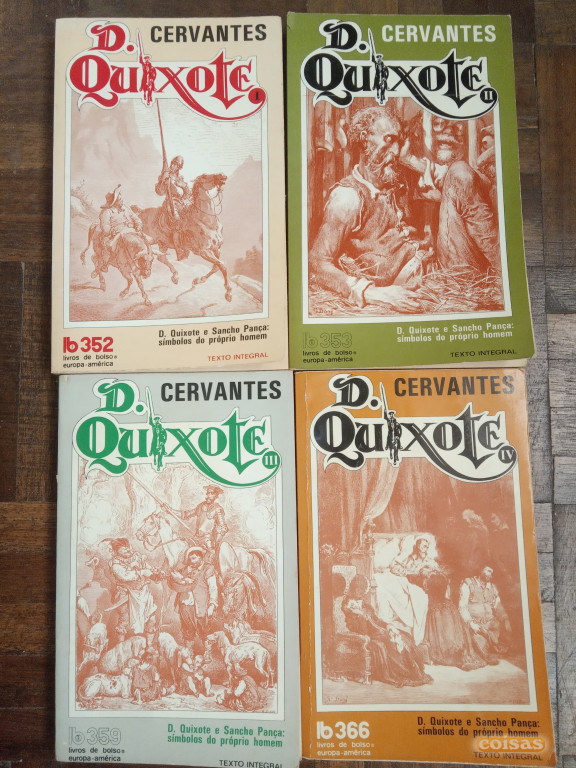 CERVANTES
D.
QUIXOTE
I
lb 352
livros de bolso
europa-américa
D. Quixote e Sancho Pança:
símbolos do próprio homem
TEXTO INTEGRAL
CERVANTES
D.
QUIXOTE
II
lb 353
livros de bolso
europa-américa
D. Quixote e Sancho Pança:
símbolos do próprio homem
TEXTO INTEGRAL
CERVANTES
D.
QUIXOTE
III
lb 359
livros de bolso
europa-américa
D. Quixote e Sancho Pança:
símbolos do próprio homem
TEXTO INTEGRAL
CERVANTES
D.
QUIXOTE
IV
lb 366
livros de bolso
europa-américa
D. Quixote e Sancho Pança:
símbolos do próprio homem
TEXTO INTEGRAL
coisas